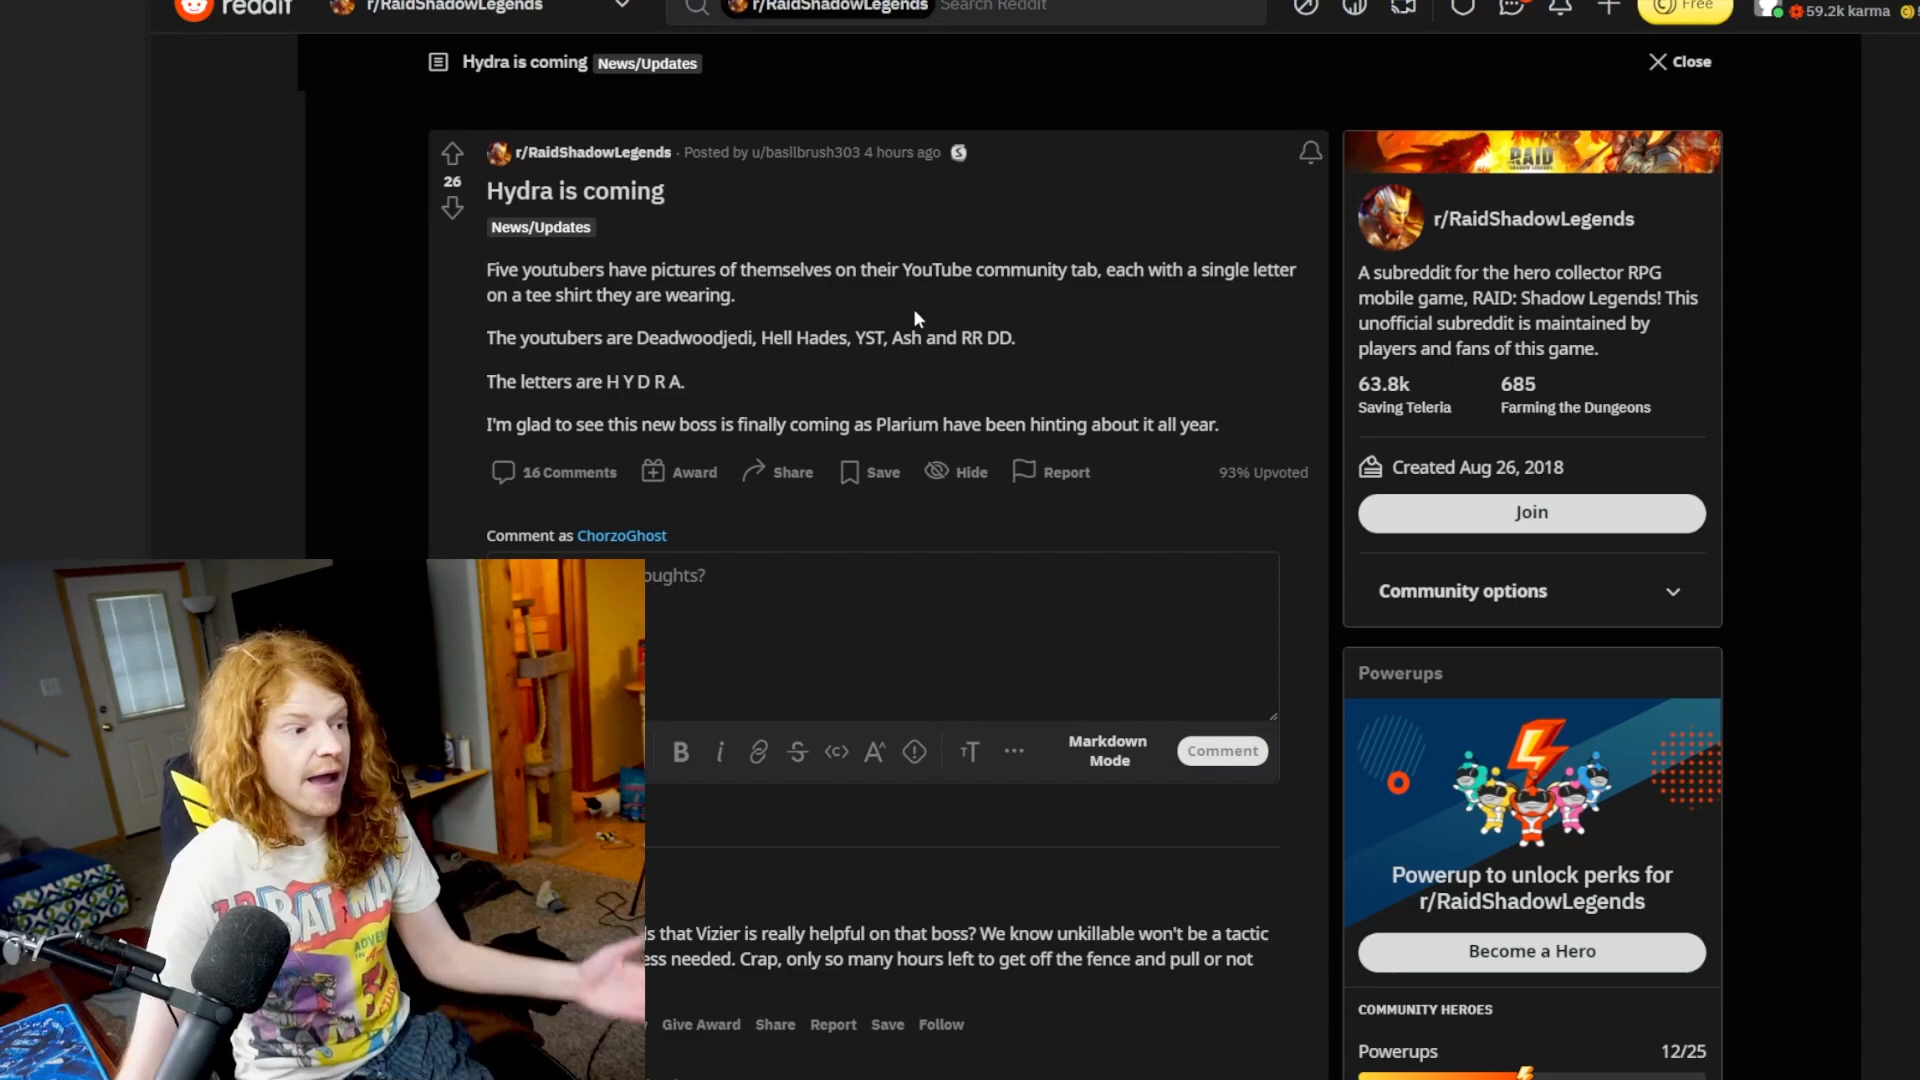 reddit
r/RaidShadowLegends
r/RaidShadowLegends Search Reddit
Free
59.2k karma
Hydra is coming News/Updates
Close
r/RaidShadowLegends · Posted by u/basilbrush303 4 hours ago
26
Hydra is coming
News/Updates
Five youtubers have pictures of themselves on their YouTube community tab, each with a single letter
on a tee shirt they are wearing.
The youtubers are Deadwoodjedi, Hell Hades, YST, Ash and RR DD.
The letters are H Y D R A.
I'm glad to see this new boss is finally coming as Plarium have been hinting about it all year.
16 Comments Award Share Save Hide Report 93% Upvoted
Comment as ChorzoGhost
oughts?
Markdown
Mode
Comment
that Vizier is really helpful on that boss? We know unkillable won't be a tactic
needed. Crap, only so many hours left to get off the fence and pull or not
Give Award Share Report Save Follow
BATMAN
RAID
r/RaidShadowLegends
A subreddit for the hero collector RPG
mobile game, RAID: Shadow Legends! This
unofficial subreddit is maintained by
players and fans of this game.
63.8k 685
Saving Teleria Farming the Dungeons
Created Aug 26, 2018
Join
Community options
Powerups
Powerup to unlock perks for
r/RaidShadowLegends
Become a Hero
COMMUNITY HEROES
Powerups 12/25